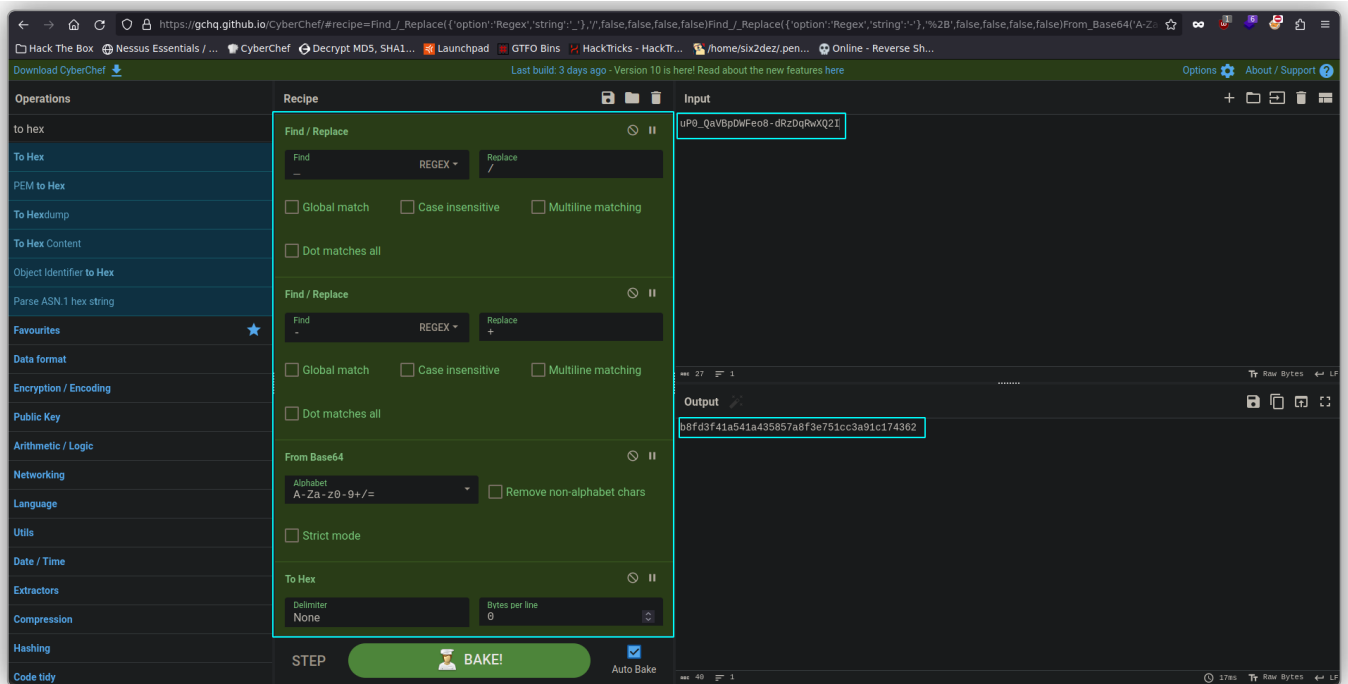 https://gchq.github.io/CyberChef/#recipe=Find_/_Replace({'option':'Regex','string':'_'},'/',false,false,false,false)Find_/_Replace({'option':'Regex','string':'-'},'%2B',false,false,false,false)From_Base64('A-Za
Hack The Box Nessus Essentials / ... CyberChef Decrypt MD5, SHA1... Launchpad GTFO Bins HackTricks - HackTr... /home/six2dez/.pen... Online - Reverse Sh...
Download CyberChef Last build: 3 days ago - Version 10 is here! Read about the new features here Options About / Support
Operations
to hex
To Hex
PEM to Hex
To Hexdump
To Hex Content
Object Identifier to Hex
Parse ASN.1 hex string
Favourites
Data format
Encryption / Encoding
Public Key
Arithmetic / Logic
Networking
Language
Utils
Date / Time
Extractors
Compression
Hashing
Code tidy
Recipe
Find / Replace
Find Replace
_ REGEX /
Global match Case insensitive Multiline matching
Dot matches all
Find / Replace
Find Replace
- REGEX +
Global match Case insensitive Multiline matching
Dot matches all
From Base64
Alphabet
A-Za-z0-9+/= Remove non-alphabet chars
Strict mode
To Hex
Delimiter Bytes per line
None 0
STEP BAKE! Auto Bake
Input
uP0_QaVBpDWFeo8-dRzDqRwXQ2I
27 1 Raw Bytes LF
Output
b8fd3f41a541a435857a8f3e751cc3a91c174362
40 1 17ms Raw Bytes LF